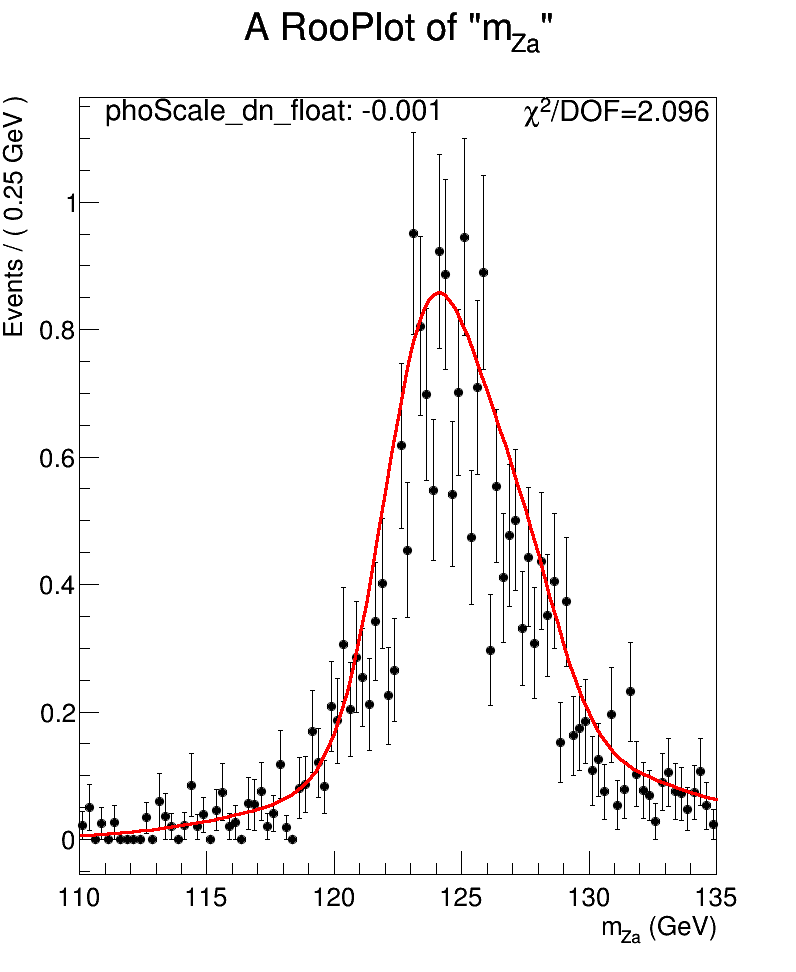 A RooPlot of "m_Za"
phoScale_dn_float: -0.001
χ²/DOF=2.096
Events / ( 0.25 GeV )
1
0.8
0.6
0.4
0.2
0
110 115 120 125 130 135
m_Za (GeV)